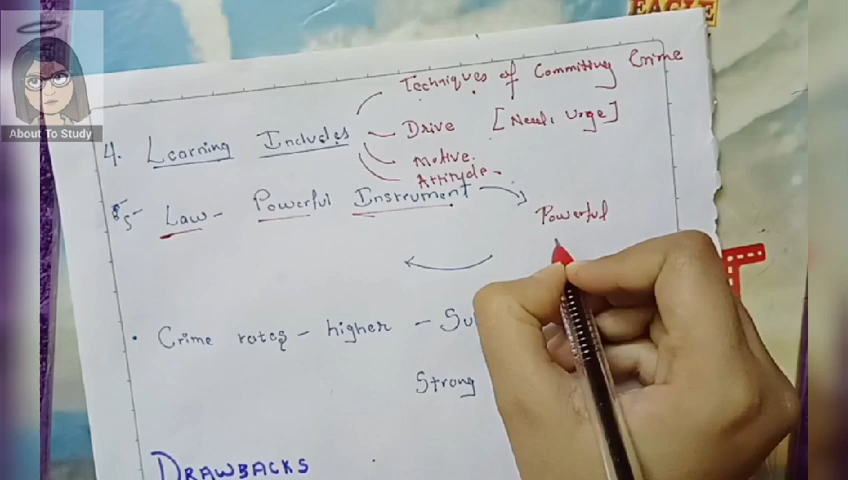 EAGLE
About To Study
4. Learning Includes
Techniques of Committing Crime
Drive [Need, Urge]
Motive.
Attitude
5- Law- Powerful Instrument
Powerful
• Crime rates - higher - Su
Strong
DRAWBACKS